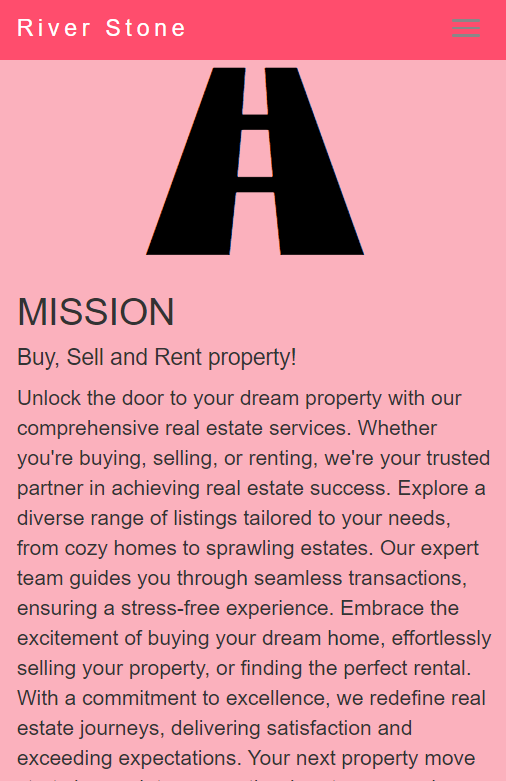 River Stone
MISSION
Buy, Sell and Rent property!
Unlock the door to your dream property with our
comprehensive real estate services. Whether
you're buying, selling, or renting, we're your trusted
partner in achieving real estate success. Explore a
diverse range of listings tailored to your needs,
from cozy homes to sprawling estates. Our expert
team guides you through seamless transactions,
ensuring a stress-free experience. Embrace the
excitement of buying your dream home, effortlessly
selling your property, or finding the perfect rental.
With a commitment to excellence, we redefine real
estate journeys, delivering satisfaction and
exceeding expectations. Your next property move